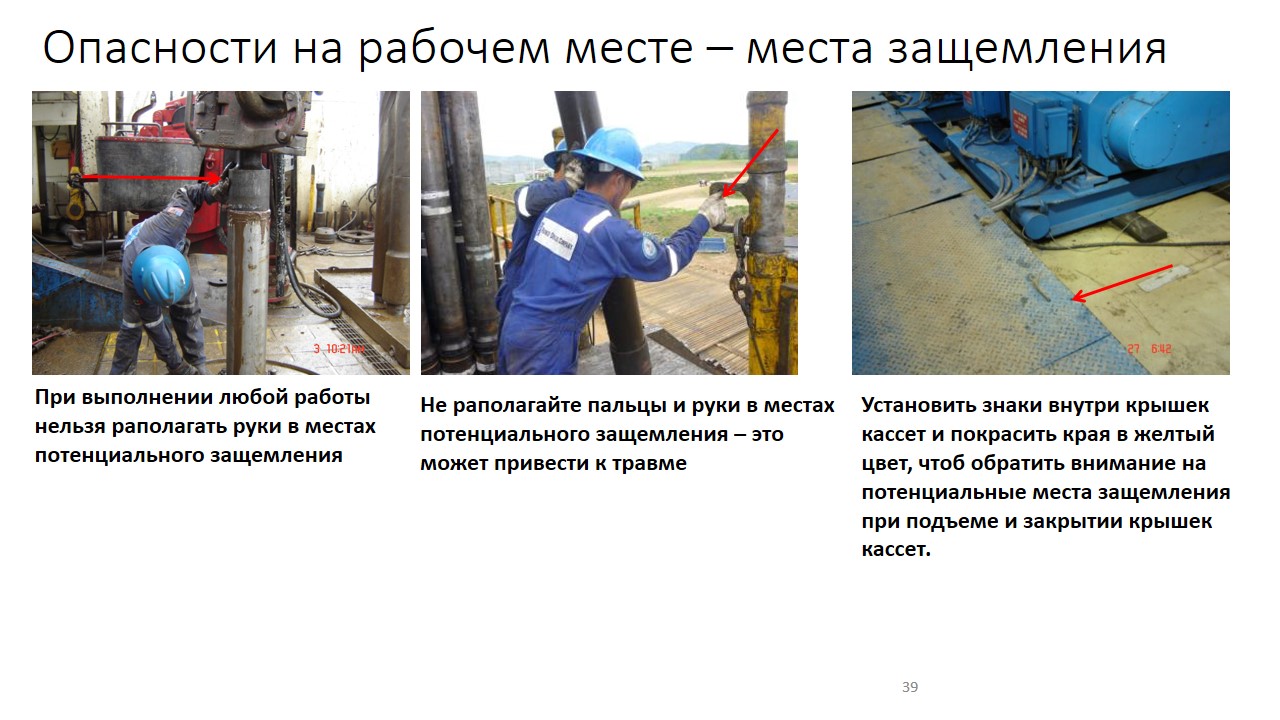 Опасности на рабочем месте – места защемления
3 10:21
27 6:42
При выполнении любой работы
нельзя раполагать руки в местах
потенциального защемления
Не раполагайте пальцы и руки в местах
потенциального защемления – это
может привести к травме
Установить знаки внутри крышек
кассет и покрасить края в желтый
цвет, чтоб обратить внимание на
потенциальные места защемления
при подъеме и закрытии крышек
кассет.
39